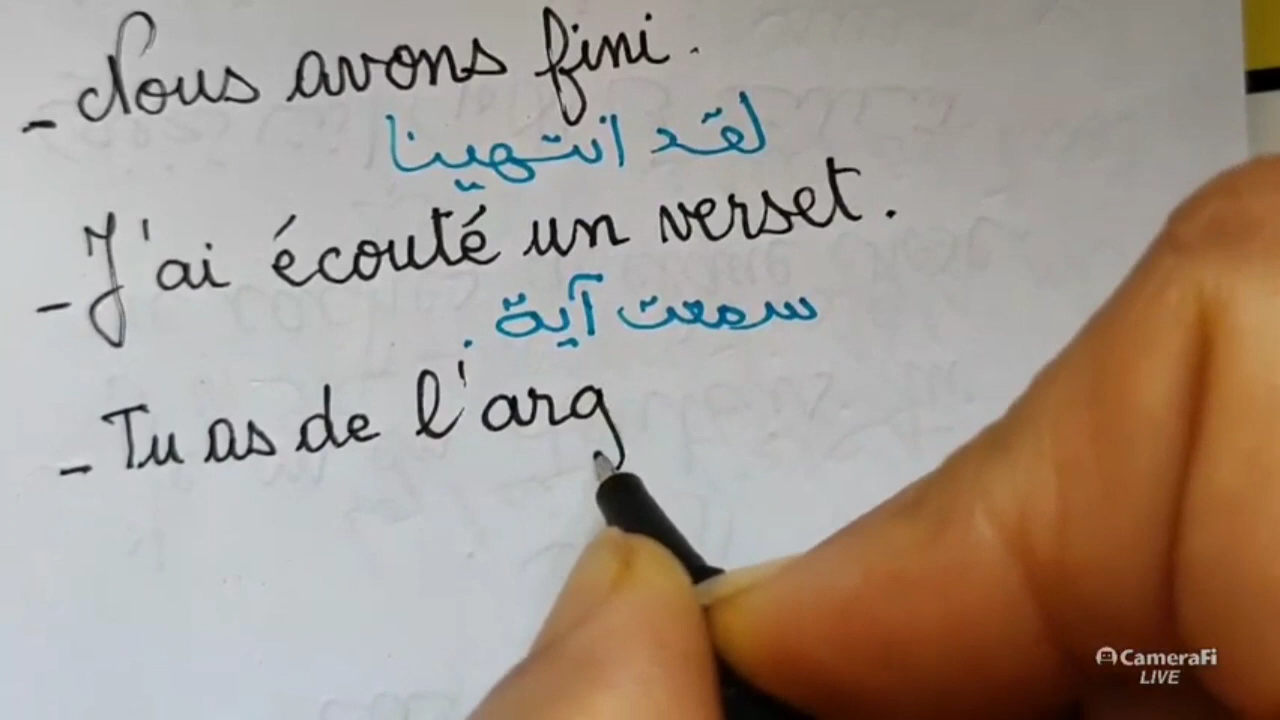 - Nous avons fini.
لقد انتهينا
- J'ai écouté un verset.
سمعت آية.
- Tu as de l'arg
CameraFi
LIVE